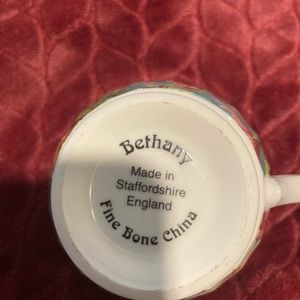 Bethany
Made in
Staffordshire
England
Fine Bone China